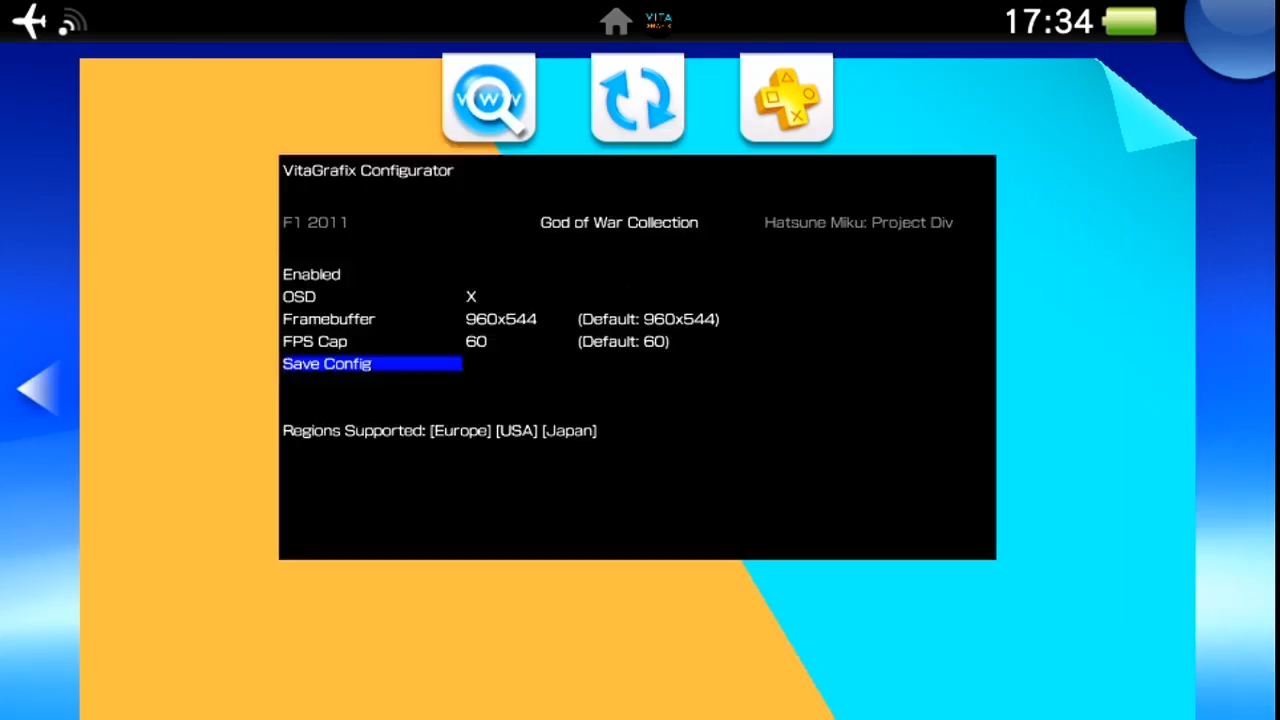 17:34
VITA
VitaGrafix Configurator
F1 2011 God of War Collection Hatsune Miku: Project Div
Enabled
OSD X
Framebuffer 960x544 (Default: 960x544)
FPS Cap 60 (Default: 60)
Save Config
Regions Supported: [Europe] [USA] [Japan]